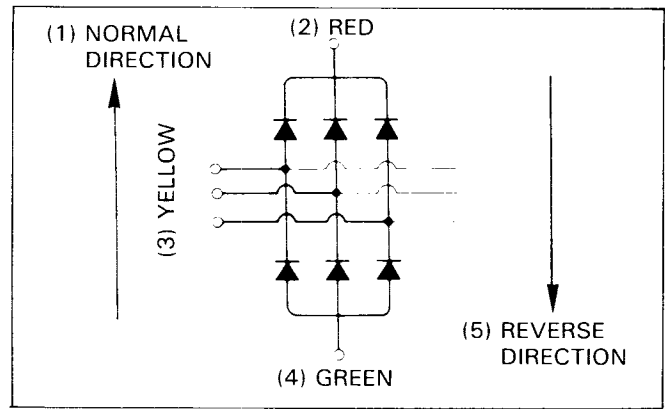 (1) NORMAL
DIRECTION
(2) RED
(3) YELLOW
(4) GREEN
(5) REVERSE
DIRECTION